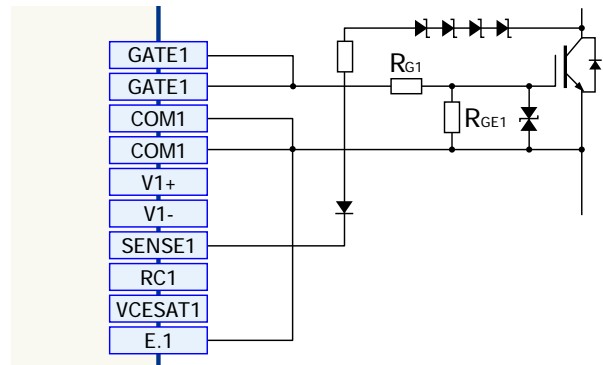 GATE1
GATE1
COM1
COM1
V1+
V1-
SENSE1
RC1
VCESAT1
E.1
RG1
RGE1